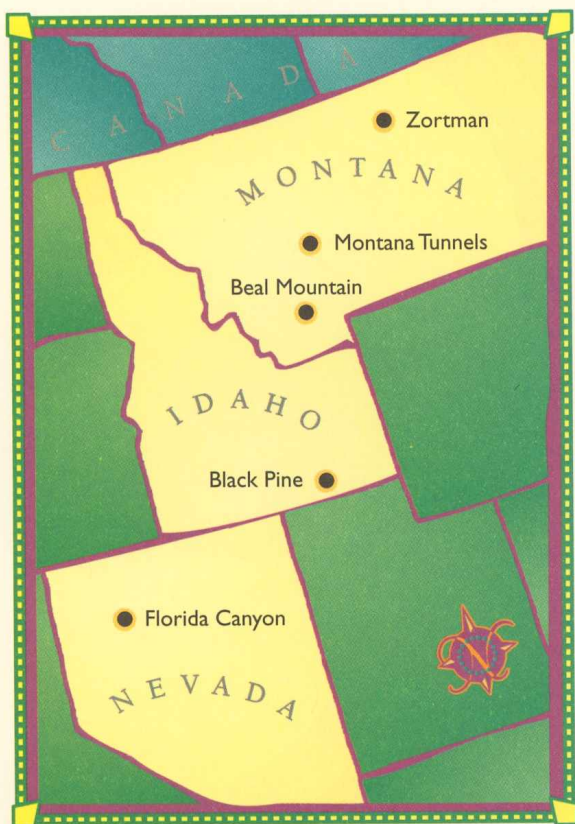 CANADA
Zortman
MONTANA
Montana Tunnels
Beal Mountain
IDAHO
Black Pine
Florida Canyon
NEVADA
N